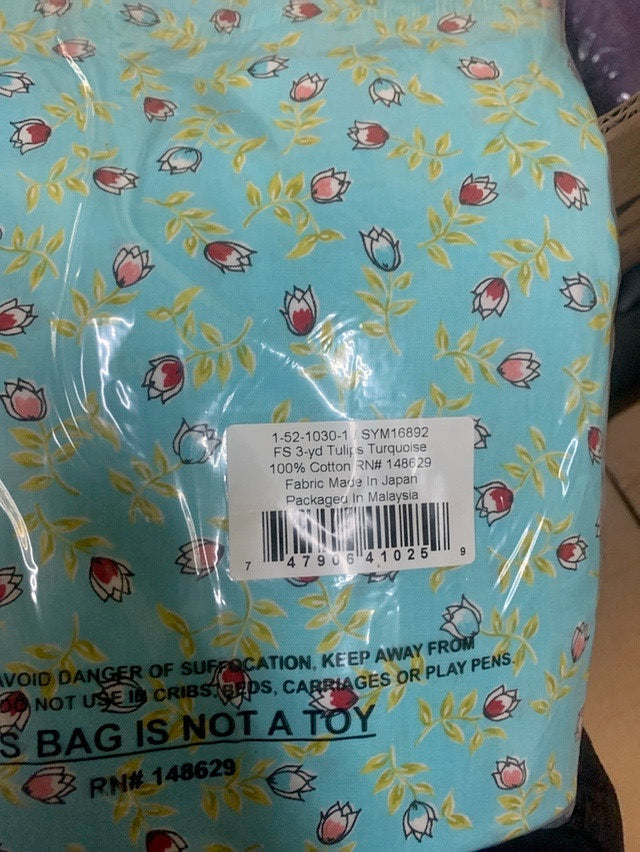 1-52-1030-1 / SYM16892
FS 3-yd Tulips Turquoise
100% Cotton RN# 148629
Fabric Made In Japan
Packaged In Malaysia
7 47906 41025 9
AVOID DANGER OF SUFFOCATION, KEEP AWAY FROM
DO NOT USE IN CRIBS, BEDS, CARRIAGES OR PLAY PENS.
S BAG IS NOT A TOY
RN# 148629